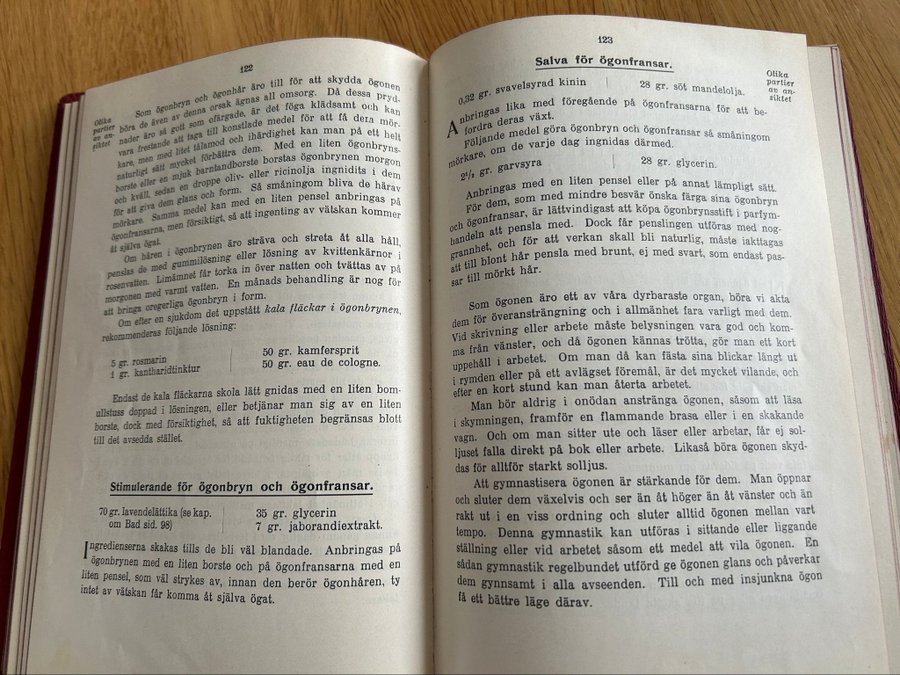 122
Olika
partier
av an-
siktet
Som ögonbryn och ögonhår äro till för att skydda ögonen
böra de även av denna orsak ägnas all omsorg. Då dessa pryd-
nader äro så gott som ofärgade, är det föga klädsamt och kan
vara frestande att taga till konstlade medel för att få dera mör-
kare, men med litet tålamod och ihärdighet kan man på ett helt
naturligt sätt mycket förbättra dem. Med en liten ögonbryns-
borste eller en mjuk barntandborste borstas ögonbrynen morgon
och kväll, sedan en droppe oliv- eller ricinolja ingnidits i dem
för att giva dem glans och form. Så småningom bliva de härav
mörkare. Samma medel kan med en liten pensel anbringas på
ögonfransarna, men försiktigt, så att ingenting av vätskan kommer
åt själva ögat.
Om håren i ögonbrynen äro sträva och streta åt alla håll,
penslas de med gummilösning eller lösning av kvittenkärnor i
rosenvatten. Limämnet får torka in över natten och tvättas av på
morgonen med varmt vatten. En månads behandling är nog för
att bringa oregerliga ögonbryn i form.
Om efter en sjukdom det uppstått kala fläckar i ögonbrynen,
rekommenderas följande lösning:
5 gr. rosmarin
1 gr. kantharidtinktur
50 gr. kamfersprit
50 gr. eau de cologne.
Endast de kala fläckarna skola lätt gnidas med en liten bom-
ullstuss doppad i lösningen, eller betjänar man sig av en liten
borste, dock med försiktighet, så att fuktigheten begränsas blott
till det avsedda stället.
Stimulerande för ögonbryn och ögonfransar.
70 gr. lavendelättika (se kap.
om Bad sid. 98)
35 gr. glycerin
7 gr. jaborandiextrakt.
Ingredienserna skakas tills de bli väl blandade. Anbringas på
ögonbrynen med en liten borste och på ögonfransarna med en
liten pensel, som väl strykes av, innan den berör ögonhåren, ty
intet av vätskan får komma åt själva ögat.
123
Salva för ögonfransar.
Olika
partier
av an-
siktet
0,32 gr. svavelsyrad kinin
28 gr. söt mandelolja.
Anbringas lika med föregående på ögonfransarna för att be-
fordra deras växt.
Följande medel göra ögonbryn och ögonfransar så småningom
mörkare, om de varje dag ingnidas därmed.
2¹/₂ gr. garvsyra
28 gr. glycerin.
Anbringas med en liten pensel eller på annat lämpligt sätt.
För dem, som med mindre besvär önska färga sina ögonbryn
och ögonfransar, är lättvindigast att köpa ögonbrynsstift i parfym-
handeln att pensla med. Dock får penslingen utföras med nog-
grannhet, och för att verkan skall bli naturlig, måste iakttagas
att till blont hår pensla med brunt, ej med svart, som endast pas-
sar till mörkt hår.
Som ögonen äro ett av våra dyrbaraste organ, böra vi akta
dem för överansträngning och i allmänhet fara varligt med dem.
Vid skrivning eller arbete måste belysningen vara god och kom-
ma från vänster, och då ögonen kännas trötta, gör man ett kort
uppehåll i arbetet. Om man då kan fästa sina blickar långt ut
i rymden eller på ett avlägset föremål, är det mycket vilande, och
efter en kort stund kan man återta arbetet.
Man bör aldrig i onödan anstränga ögonen, såsom att läsa
i skymningen, framför en flammande brasa eller i en skakande
vagn. Och om man sitter ute och läser eller arbetar, får ej sol-
ljuset falla direkt på bok eller arbete. Likaså böra ögonen skyd-
das för alltför starkt solljus.
Att gymnastisera ögonen är stärkande för dem. Man öppnar
och sluter dem växelvis och ser än åt höger än åt vänster och än
rakt ut i en viss ordning och sluter alltid ögonen mellan vart
tempo. Denna gymnastik kan utföras i sittande eller liggande
ställning eller vid arbetet såsom ett medel att vila ögonen. En
sådan gymnastik regelbundet utförd ge ögonen glans och påverkar
dem gynnsamt i alla avseenden. Till och med insjunkna ögon
få ett bättre läge därav.